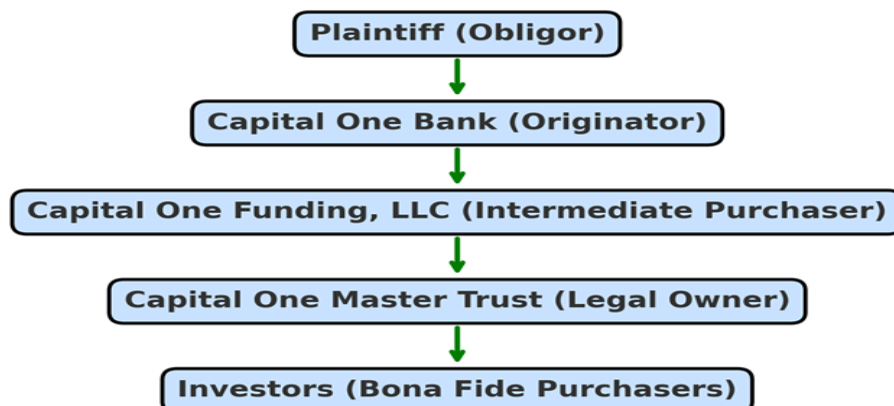 Plaintiff (Obligor)
Capital One Bank (Originator)
Capital One Funding, LLC (Intermediate Purchaser)
Capital One Master Trust (Legal Owner)
Investors (Bona Fide Purchasers)